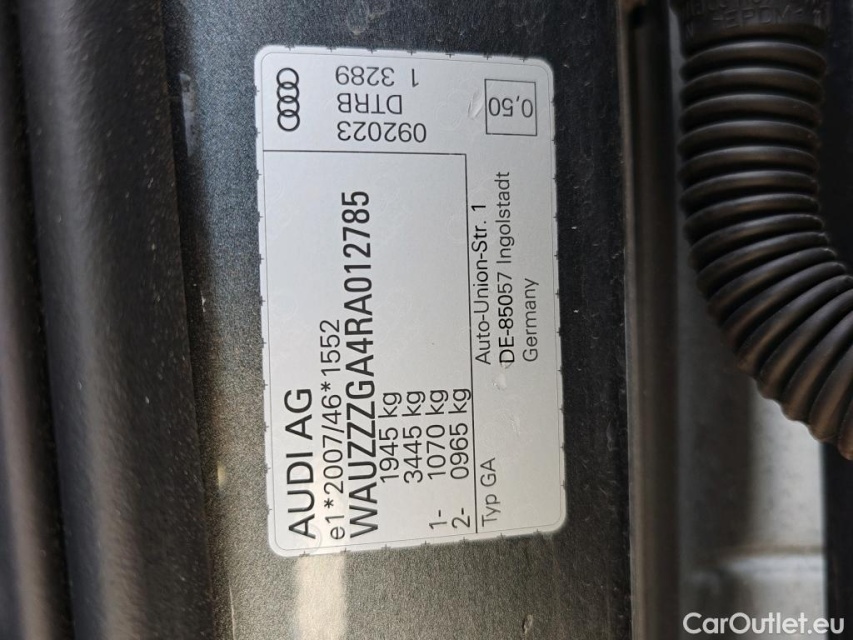 AUDI AG
e1*2007/46*1552
WAUZZZGA4RA012785
1945 kg
3445 kg
1- 1070 kg
2- 0965 kg
Typ GA
Auto-Union-Str. 1
DE-85057 Ingolstadt
Germany
092023
DTRB
1 3289
0,50
CarOutlet.eu